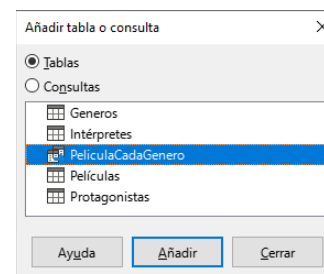 Añadir tabla o consulta
Tablas
Consultas
Generos
Intérpretes
PeliculaCadaGenero
Películas
Protagonistas
Ayuda Añadir Cerrar